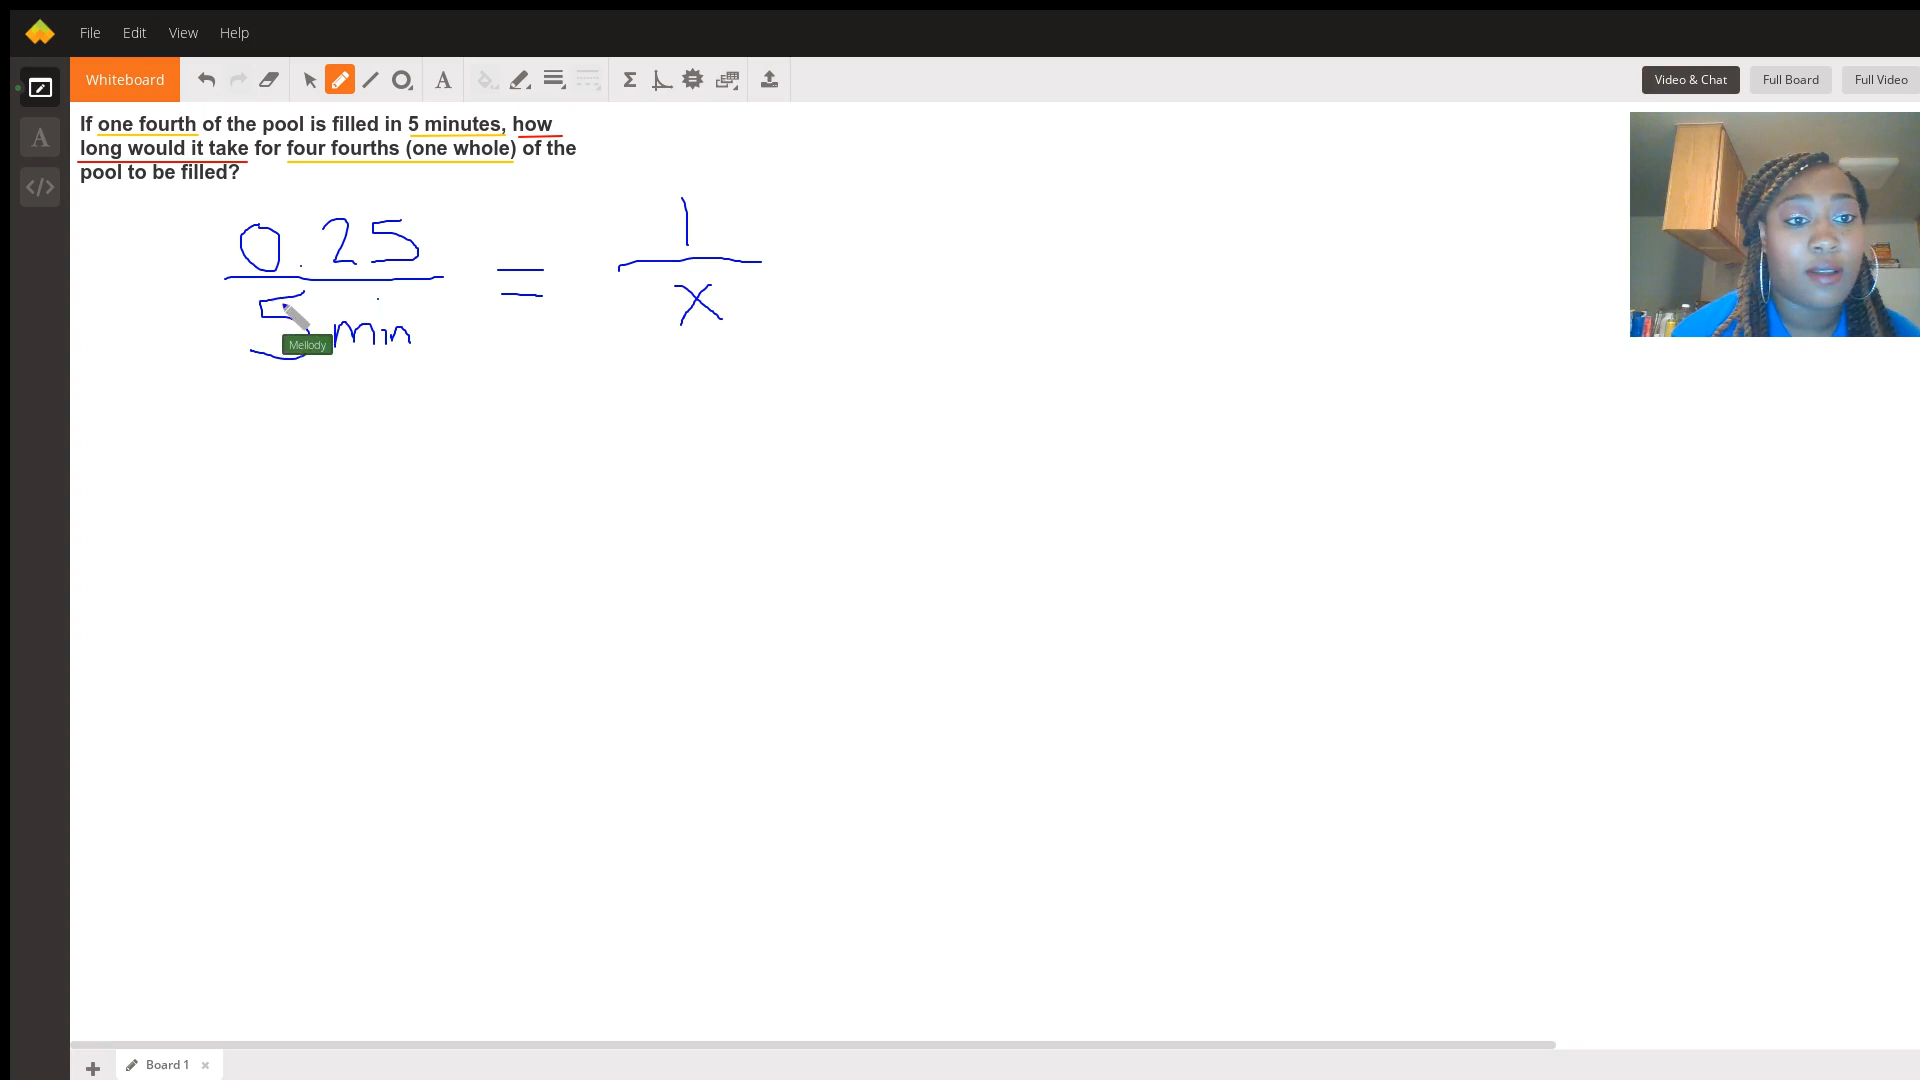 File Edit View Help
Whiteboard A Σ Video & Chat Full Board Full Video
If one fourth of the pool is filled in 5 minutes, how
long would it take for four fourths (one whole) of the
pool to be filled?
0.25 = 1
5 min x
Mellody
A
</>
+ Board 1 ×